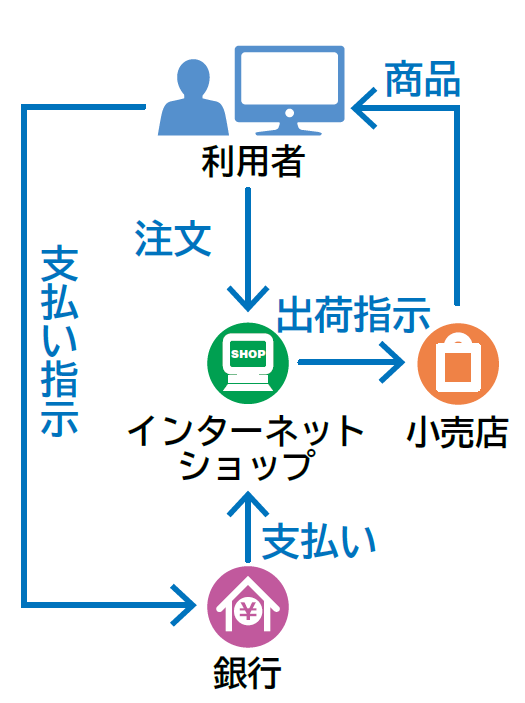 商品
利用者
注文
支払い指示
出荷指示
SHOP
インターネット
ショップ
小売店
支払い
¥
銀行